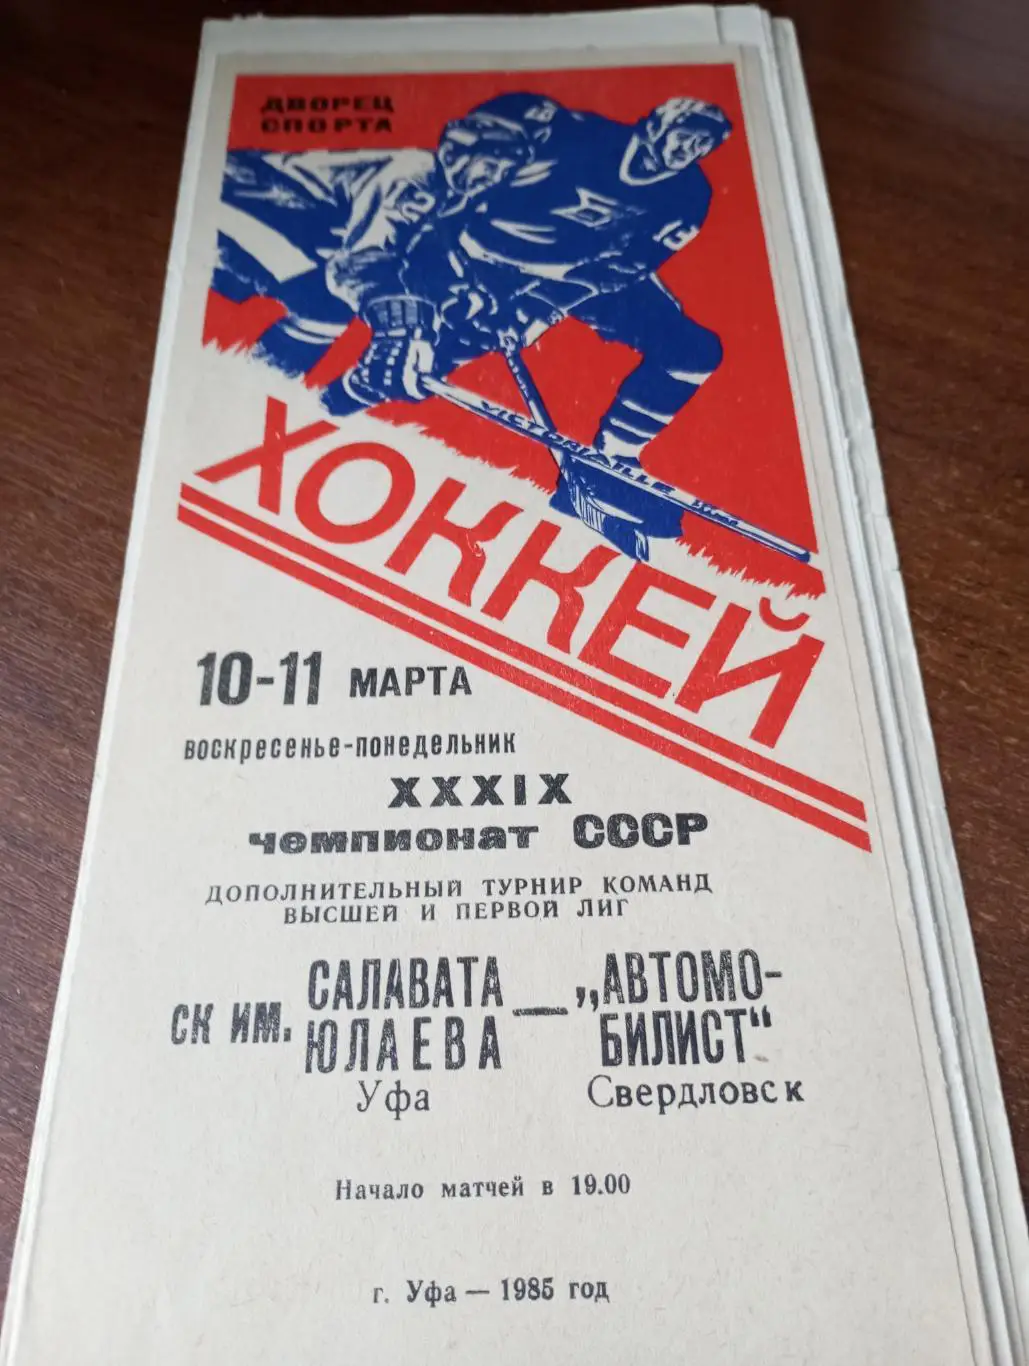 ДВОРЕЦ
СПОРТА
VICTORIAVILLE
ХОККЕЙ
10-11 МАРТА
воскресенье-понедельник
XXXIX
чемпионат СССР
ДОПОЛНИТЕЛЬНЫЙ ТУРНИР КОМАНД
ВЫСШЕЙ И ПЕРВОЙ ЛИГ
СК ИМ. САЛАВАТА ЮЛАЕВА — „АВТОМО-
БИЛИСТ“
Уфа Свердловск
Начало матчей в 19.00
г. Уфа — 1985 год